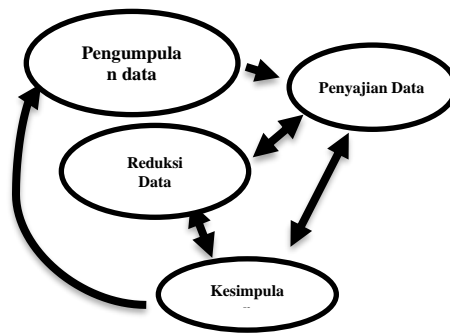 Pengumpula
n data
Penyajian Data
Reduksi
Data
Kesimpula